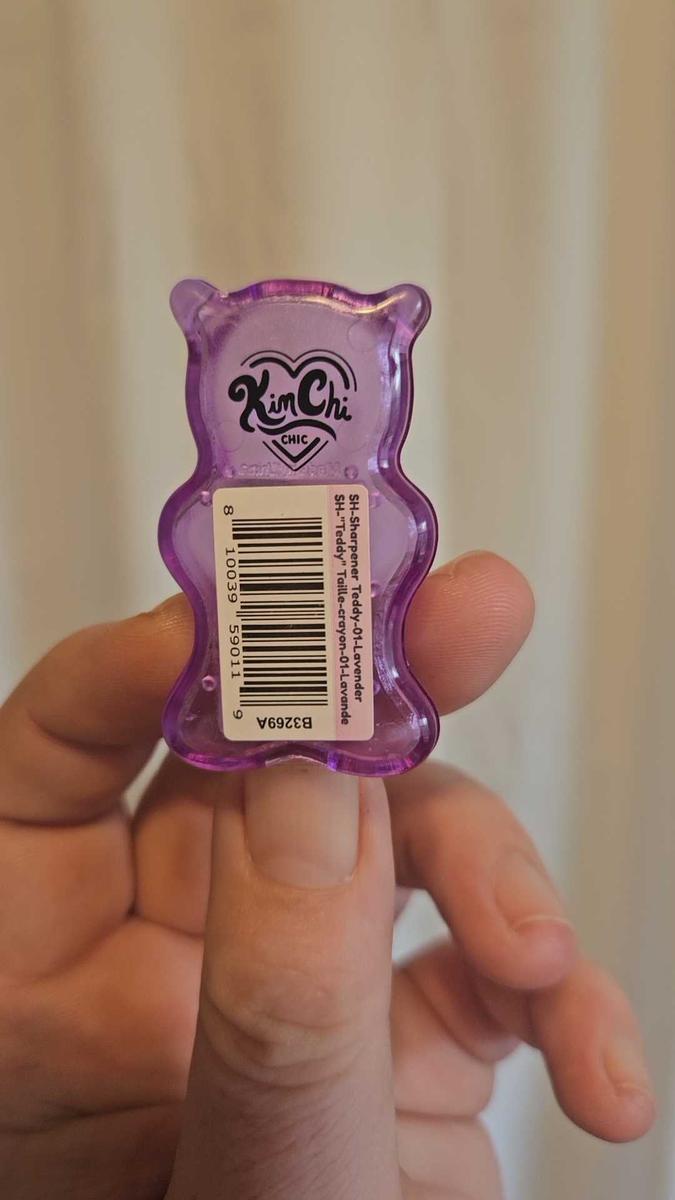 KimChi
CHIC
SH-Sharpener Teddy-01-Lavender
SH-"Teddy" Taille-crayon-01-Lavande
8 10039 59011 9
B3269A